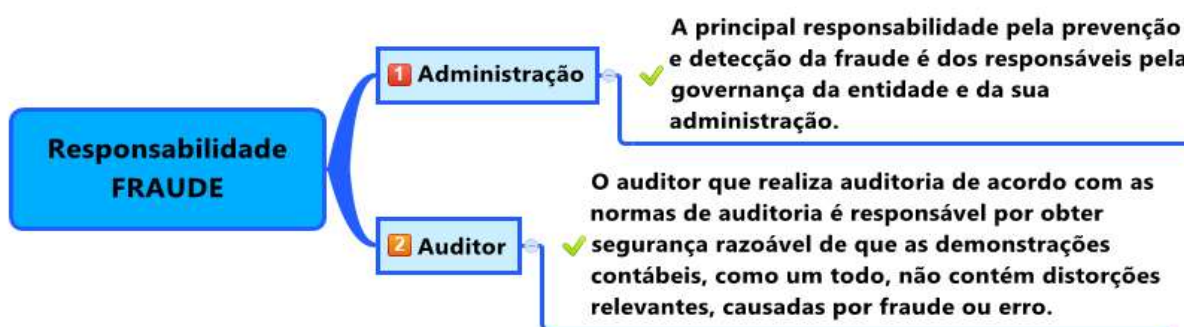 Responsabilidade
FRAUDE
1 Administração
A principal responsabilidade pela prevenção
e detecção da fraude é dos responsáveis pela
governança da entidade e da sua
administração.
2 Auditor
O auditor que realiza auditoria de acordo com as
normas de auditoria é responsável por obter
segurança razoável de que as demonstrações
contábeis, como um todo, não contém distorções
relevantes, causadas por fraude ou erro.